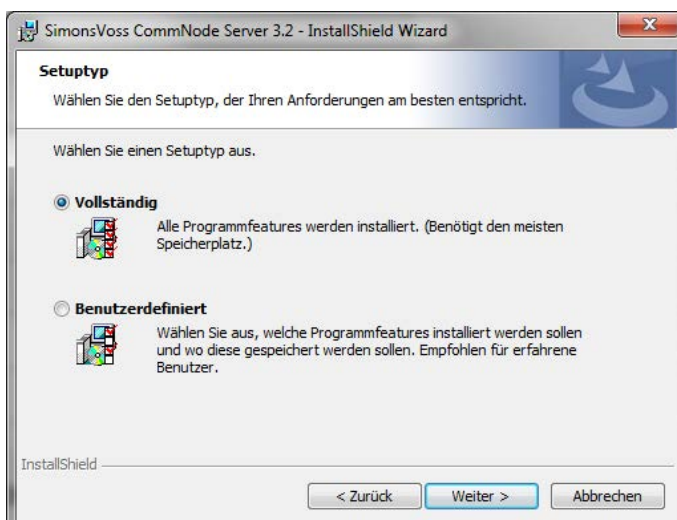 SimonsVoss CommNode Server 3.2 - InstallShield Wizard
Setuptyp
Wählen Sie den Setuptyp, der Ihren Anforderungen am besten entspricht.
Wählen Sie einen Setuptyp aus.
Vollständig
Alle Programmfeatures werden installiert. (Benötigt den meisten
Speicherplatz.)
Benutzerdefiniert
Wählen Sie aus, welche Programmfeatures installiert werden sollen
und wo diese gespeichert werden sollen. Empfohlen für erfahrene
Benutzer.
InstallShield
< Zurück Weiter > Abbrechen